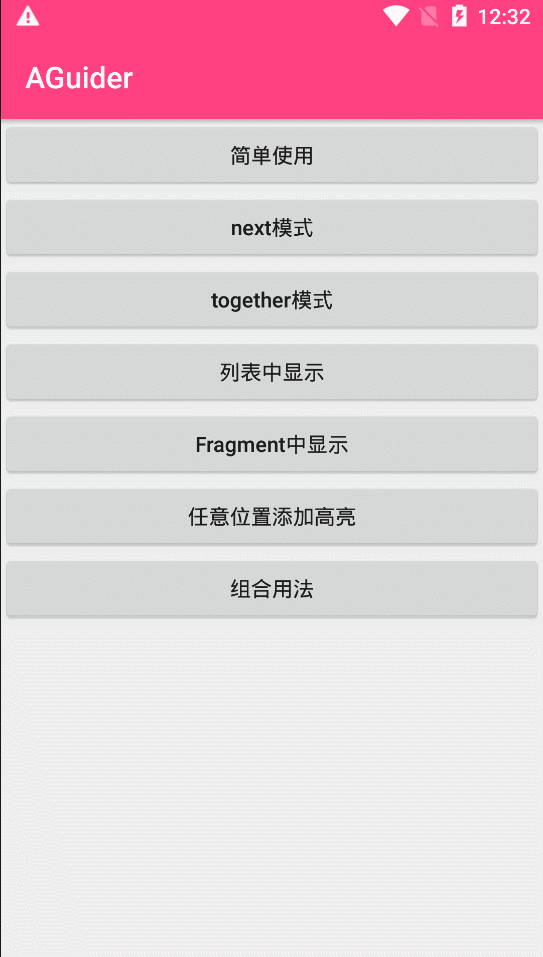 12:32
AGuider
简单使用
next模式
together模式
列表中显示
Fragment中显示
任意位置添加高亮
组合用法